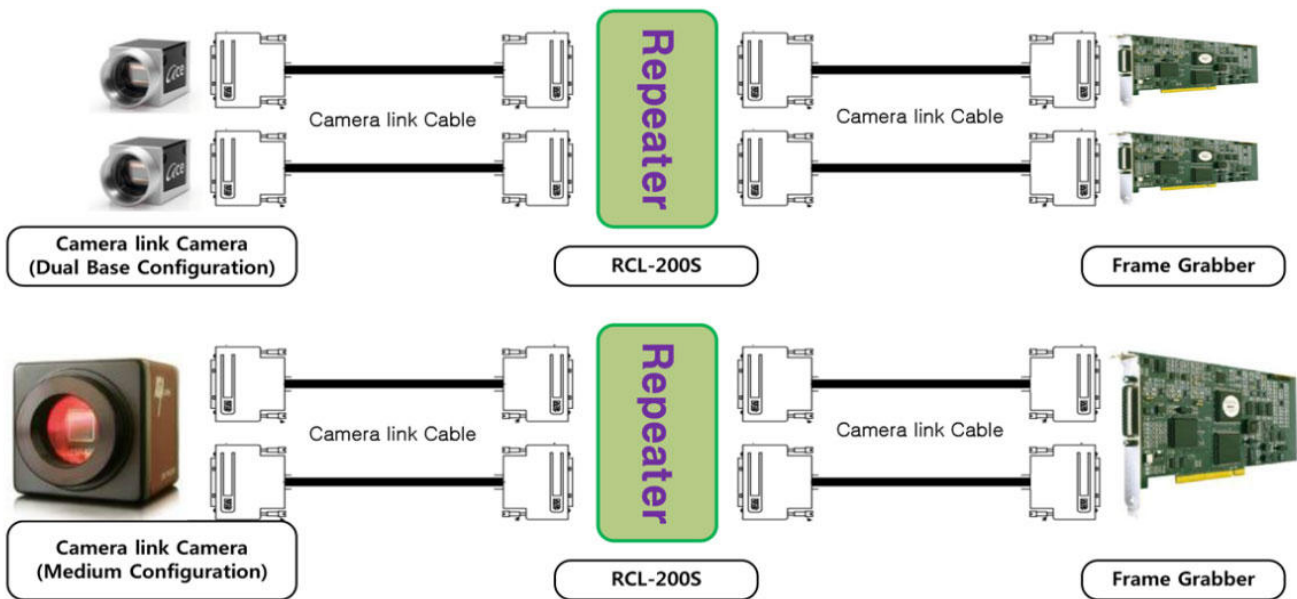 Repeater
Camera link Cable
Camera link Cable
Camera link Camera
(Dual Base Configuration)
RCL-200S
Frame Grabber
Repeater
Camera link Cable
Camera link Cable
Camera link Camera
(Medium Configuration)
RCL-200S
Frame Grabber